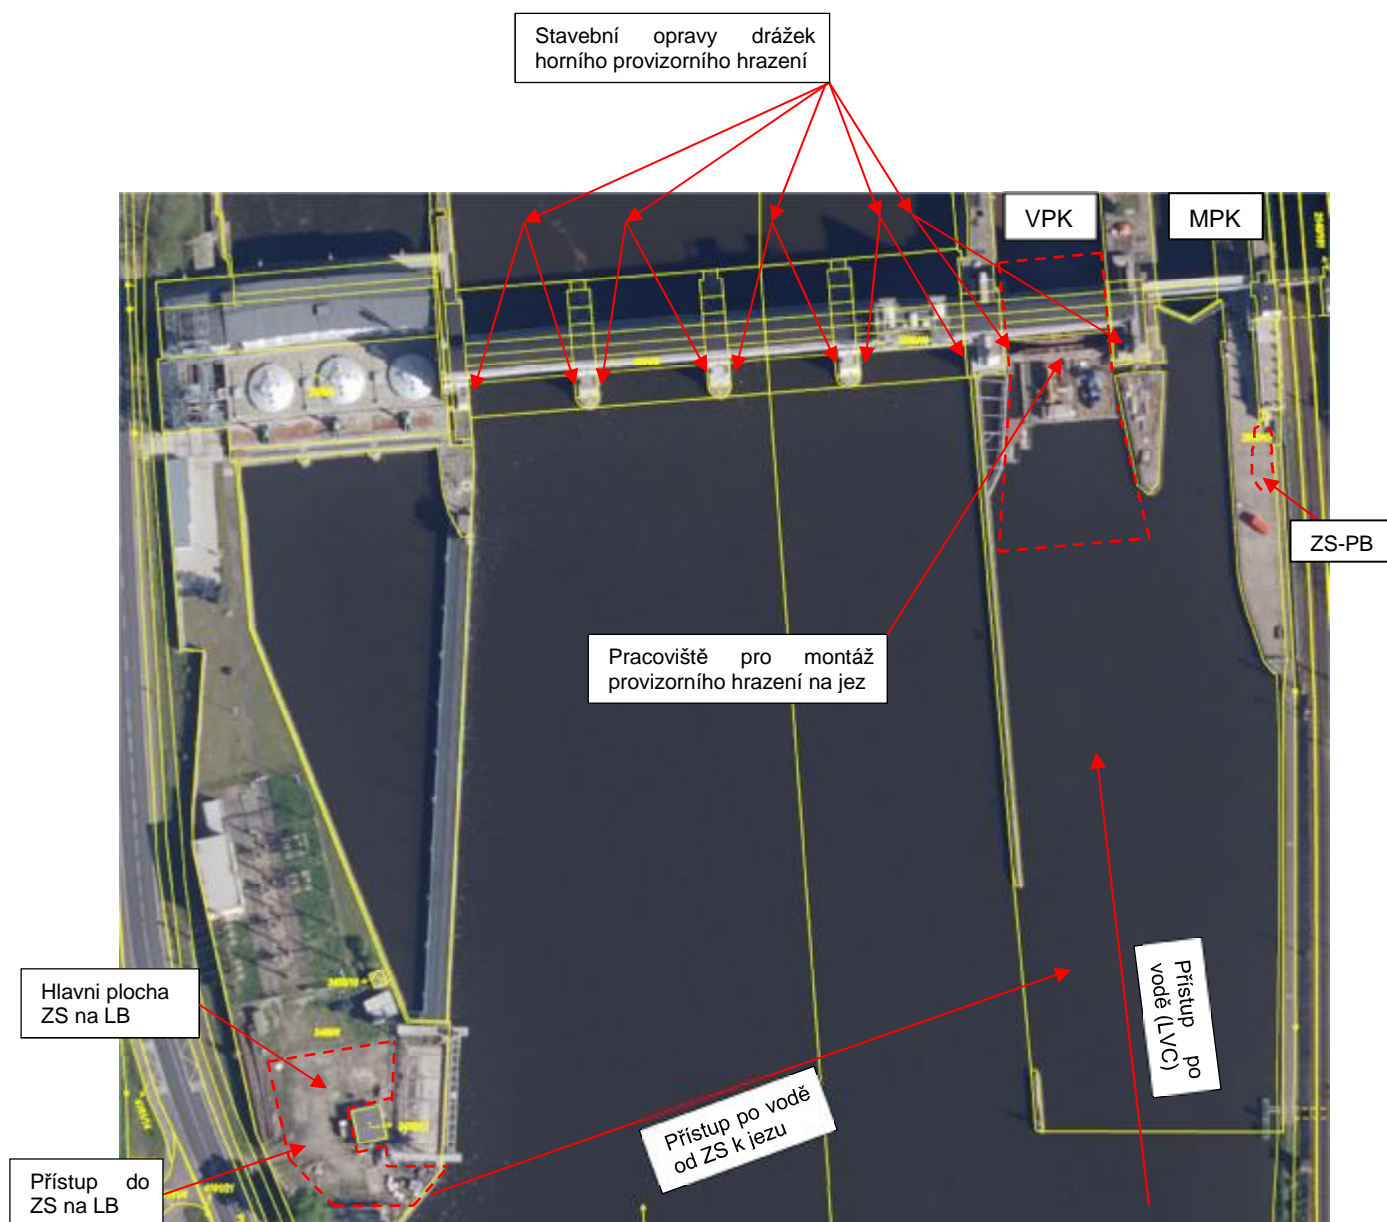 Stavební opravy drážek
horního provizorního hrazení
VPK
MPK
ZS-PB
Pracoviště pro montáž
provizorního hrazení na jez
Hlavni plocha
ZS na LB
Přístup po
vodě (LVC)
Přístup po vodě
od ZS k jezu
Přístup do
ZS na LB